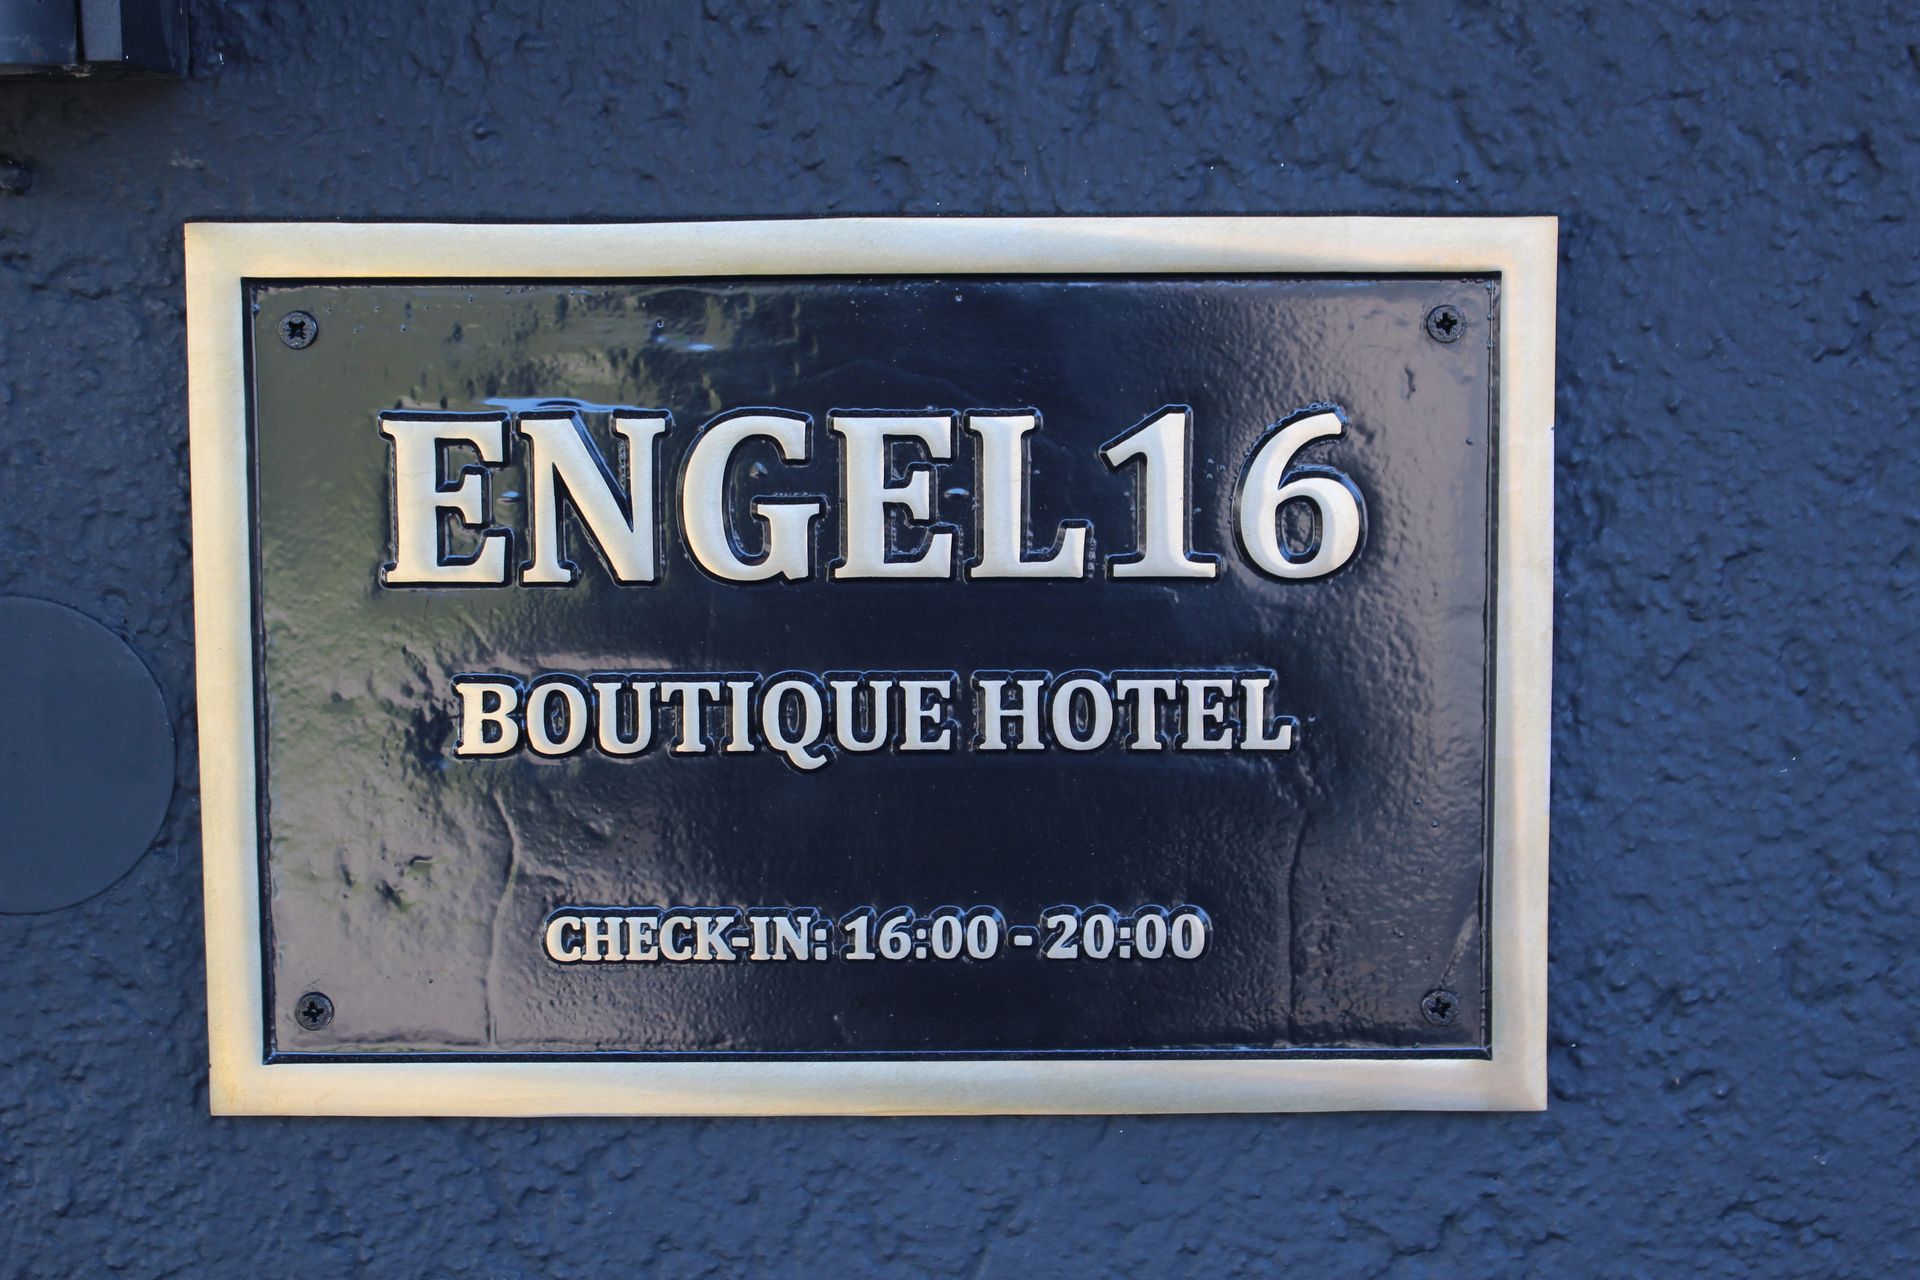 ENGEL16
BOUTIQUE HOTEL
CHECK-IN: 16:00 - 20:00